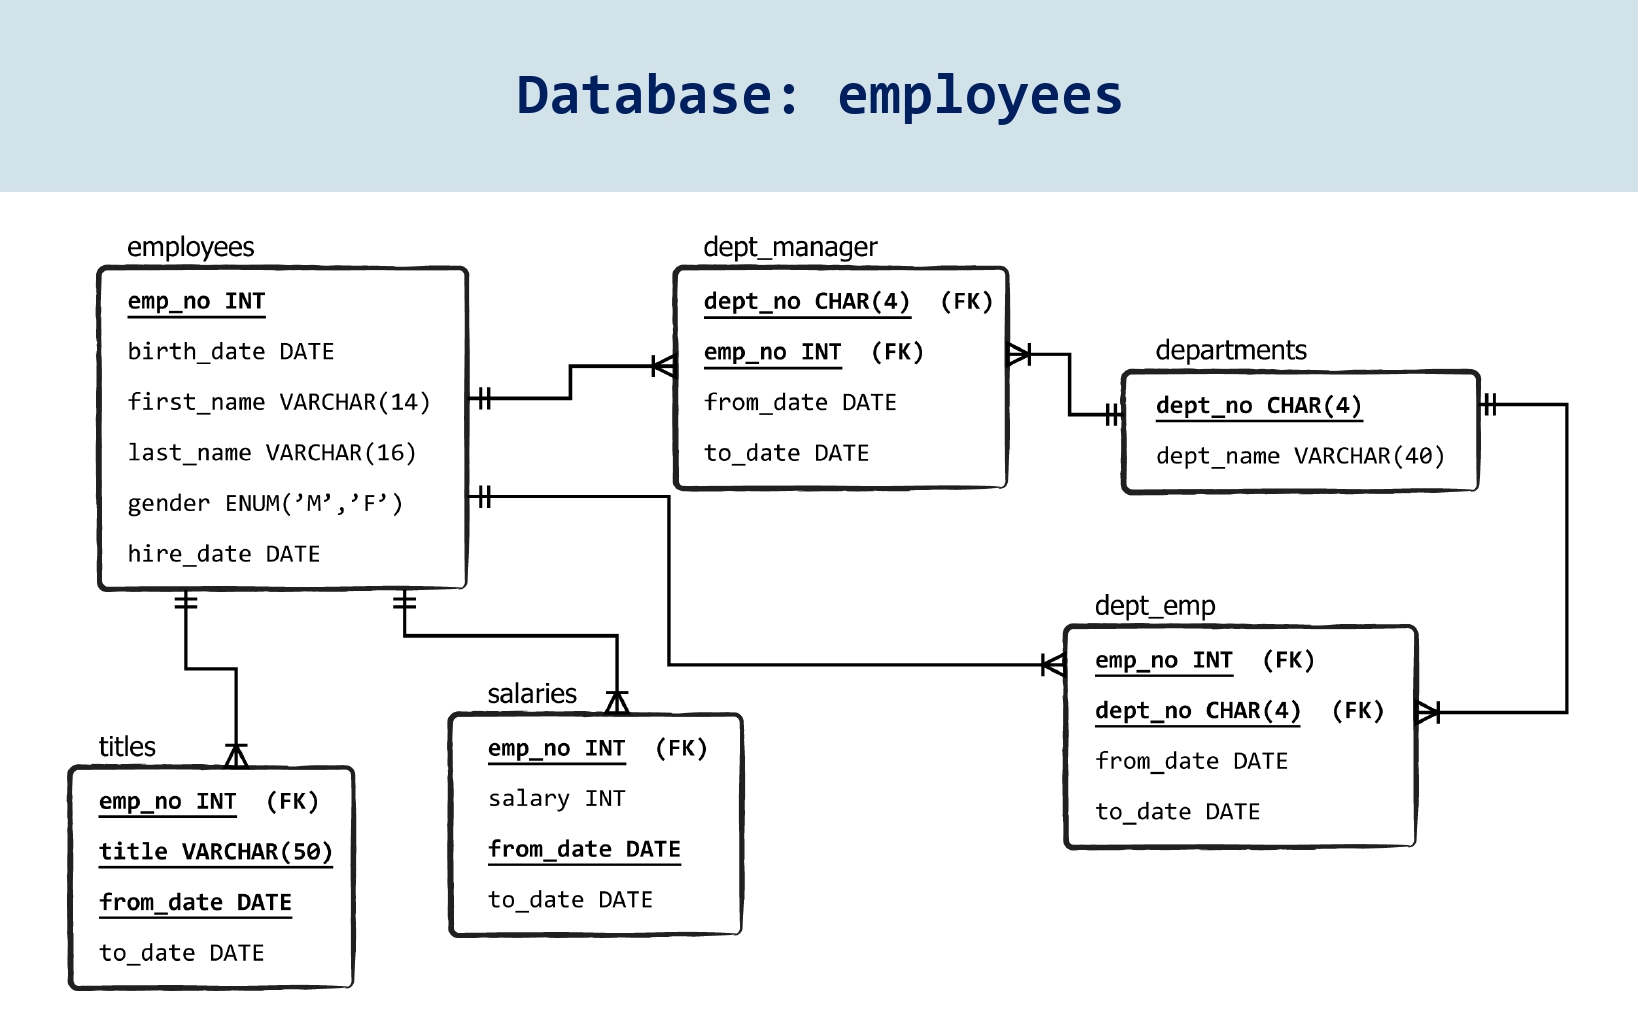 Database: employees
employees
emp_no INT
birth_date DATE
first_name VARCHAR(14)
last_name VARCHAR(16)
gender ENUM(’M’,’F’)
hire_date DATE
dept_manager
dept_no CHAR(4) (FK)
emp_no INT (FK)
from_date DATE
to_date DATE
departments
dept_no CHAR(4)
dept_name VARCHAR(40)
dept_emp
emp_no INT (FK)
dept_no CHAR(4) (FK)
from_date DATE
to_date DATE
salaries
emp_no INT (FK)
salary INT
from_date DATE
to_date DATE
titles
emp_no INT (FK)
title VARCHAR(50)
from_date DATE
to_date DATE